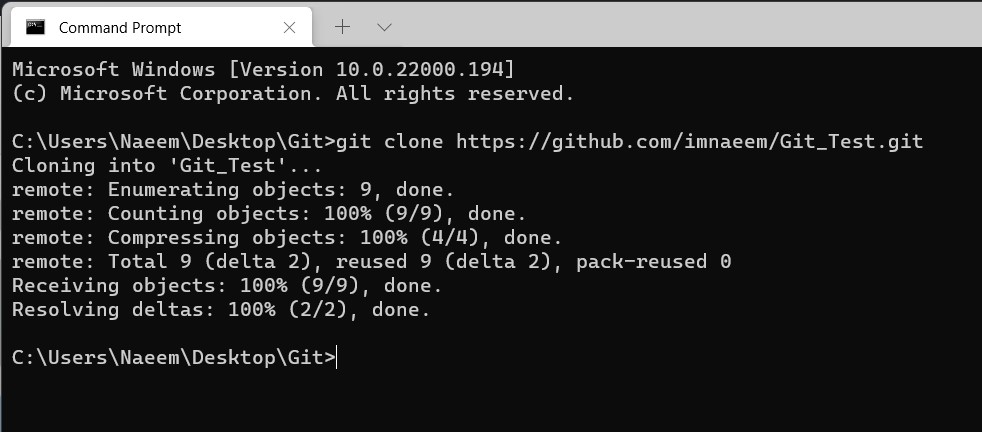 Command Prompt
Microsoft Windows [Version 10.0.22000.194]
(c) Microsoft Corporation. All rights reserved.
C:\Users\Naeem\Desktop\Git>git clone https://github.com/imnaeem/Git_Test.git
Cloning into 'Git_Test'...
remote: Enumerating objects: 9, done.
remote: Counting objects: 100% (9/9), done.
remote: Compressing objects: 100% (4/4), done.
remote: Total 9 (delta 2), reused 9 (delta 2), pack-reused 0
Receiving objects: 100% (9/9), done.
Resolving deltas: 100% (2/2), done.
C:\Users\Naeem\Desktop\Git>